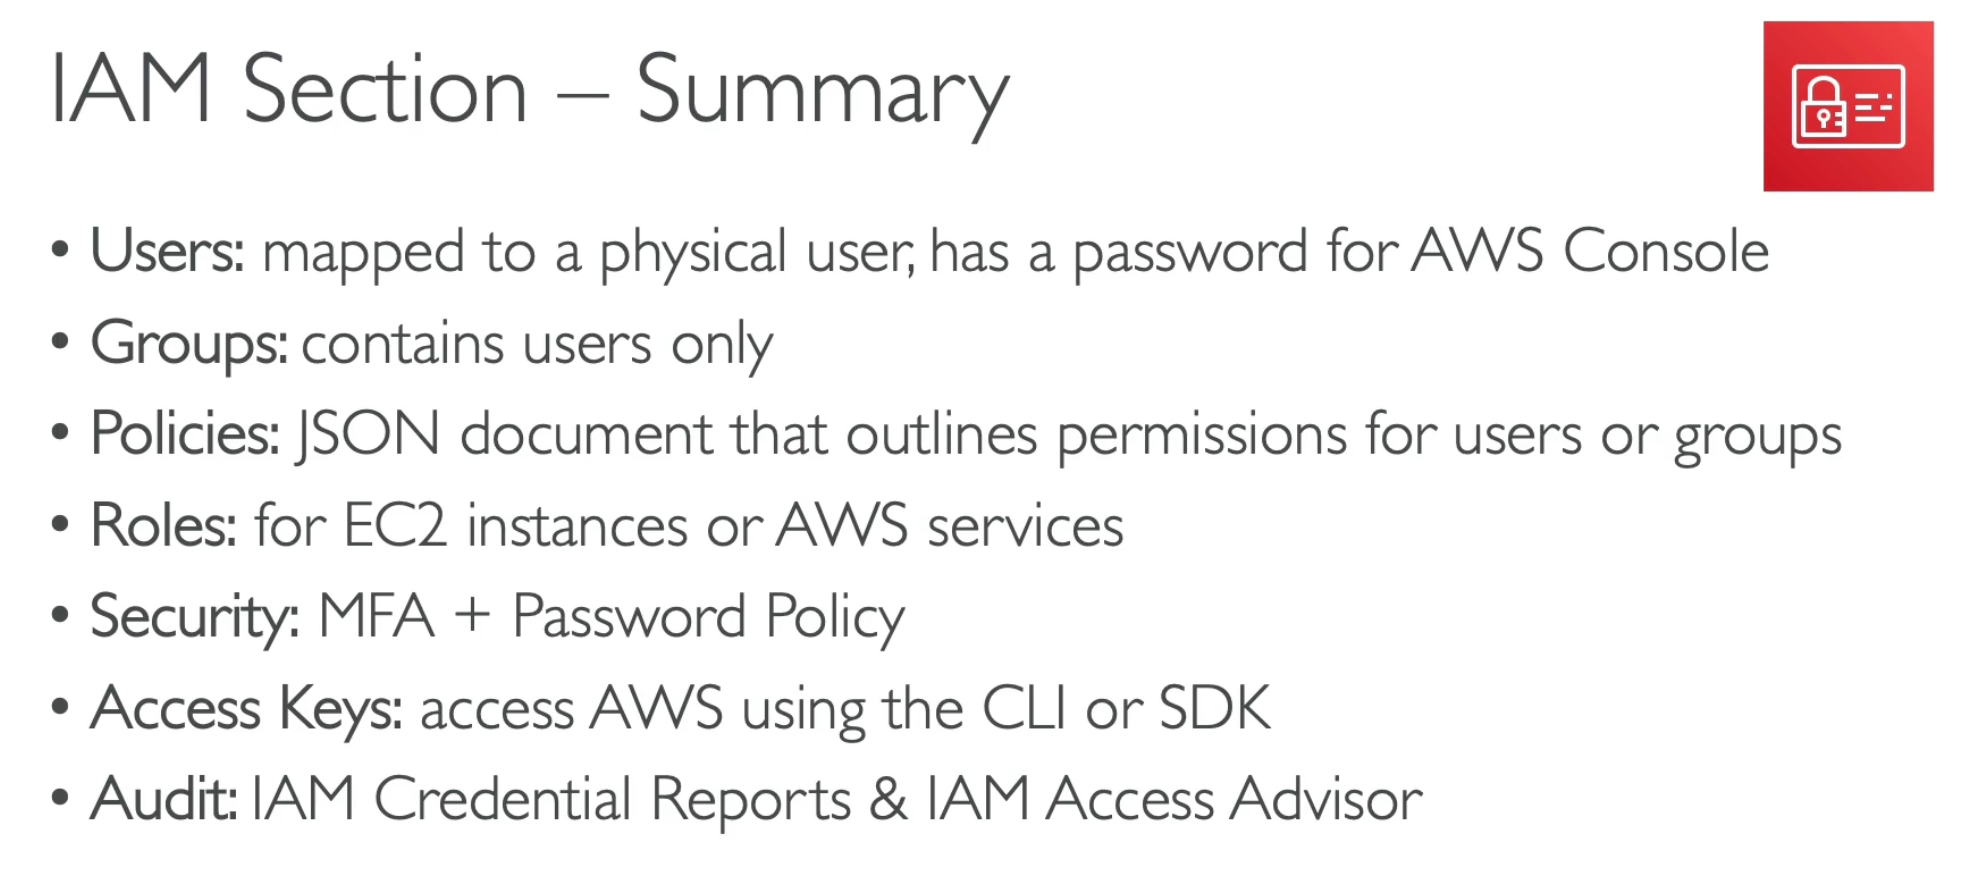 IAM Section – Summary
• Users: mapped to a physical user, has a password for AWS Console
• Groups: contains users only
• Policies: JSON document that outlines permissions for users or groups
• Roles: for EC2 instances or AWS services
• Security: MFA + Password Policy
• Access Keys: access AWS using the CLI or SDK
• Audit: IAM Credential Reports & IAM Access Advisor